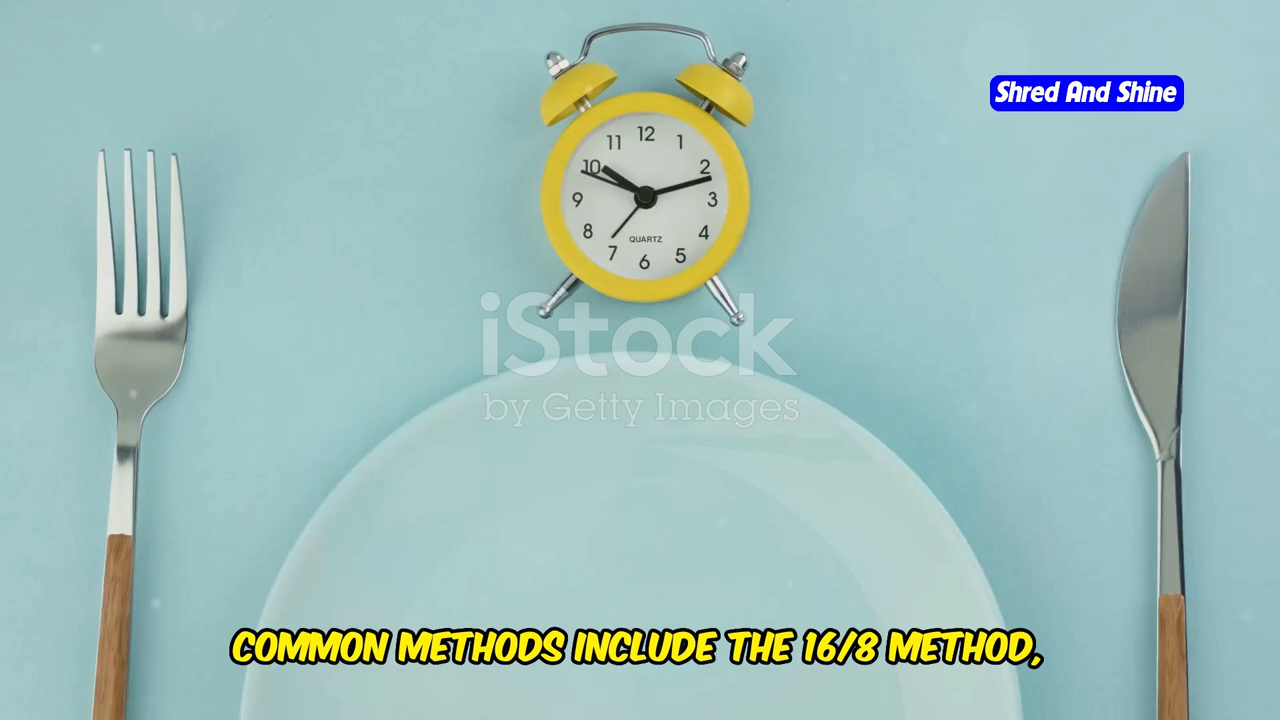 Shred And Shine
12
11 1
10 2
9 3
8 4
7 5
6
QUARTZ
iStock
by Getty Images
COMMON METHODS INCLUDE THE 16/8 METHOD,